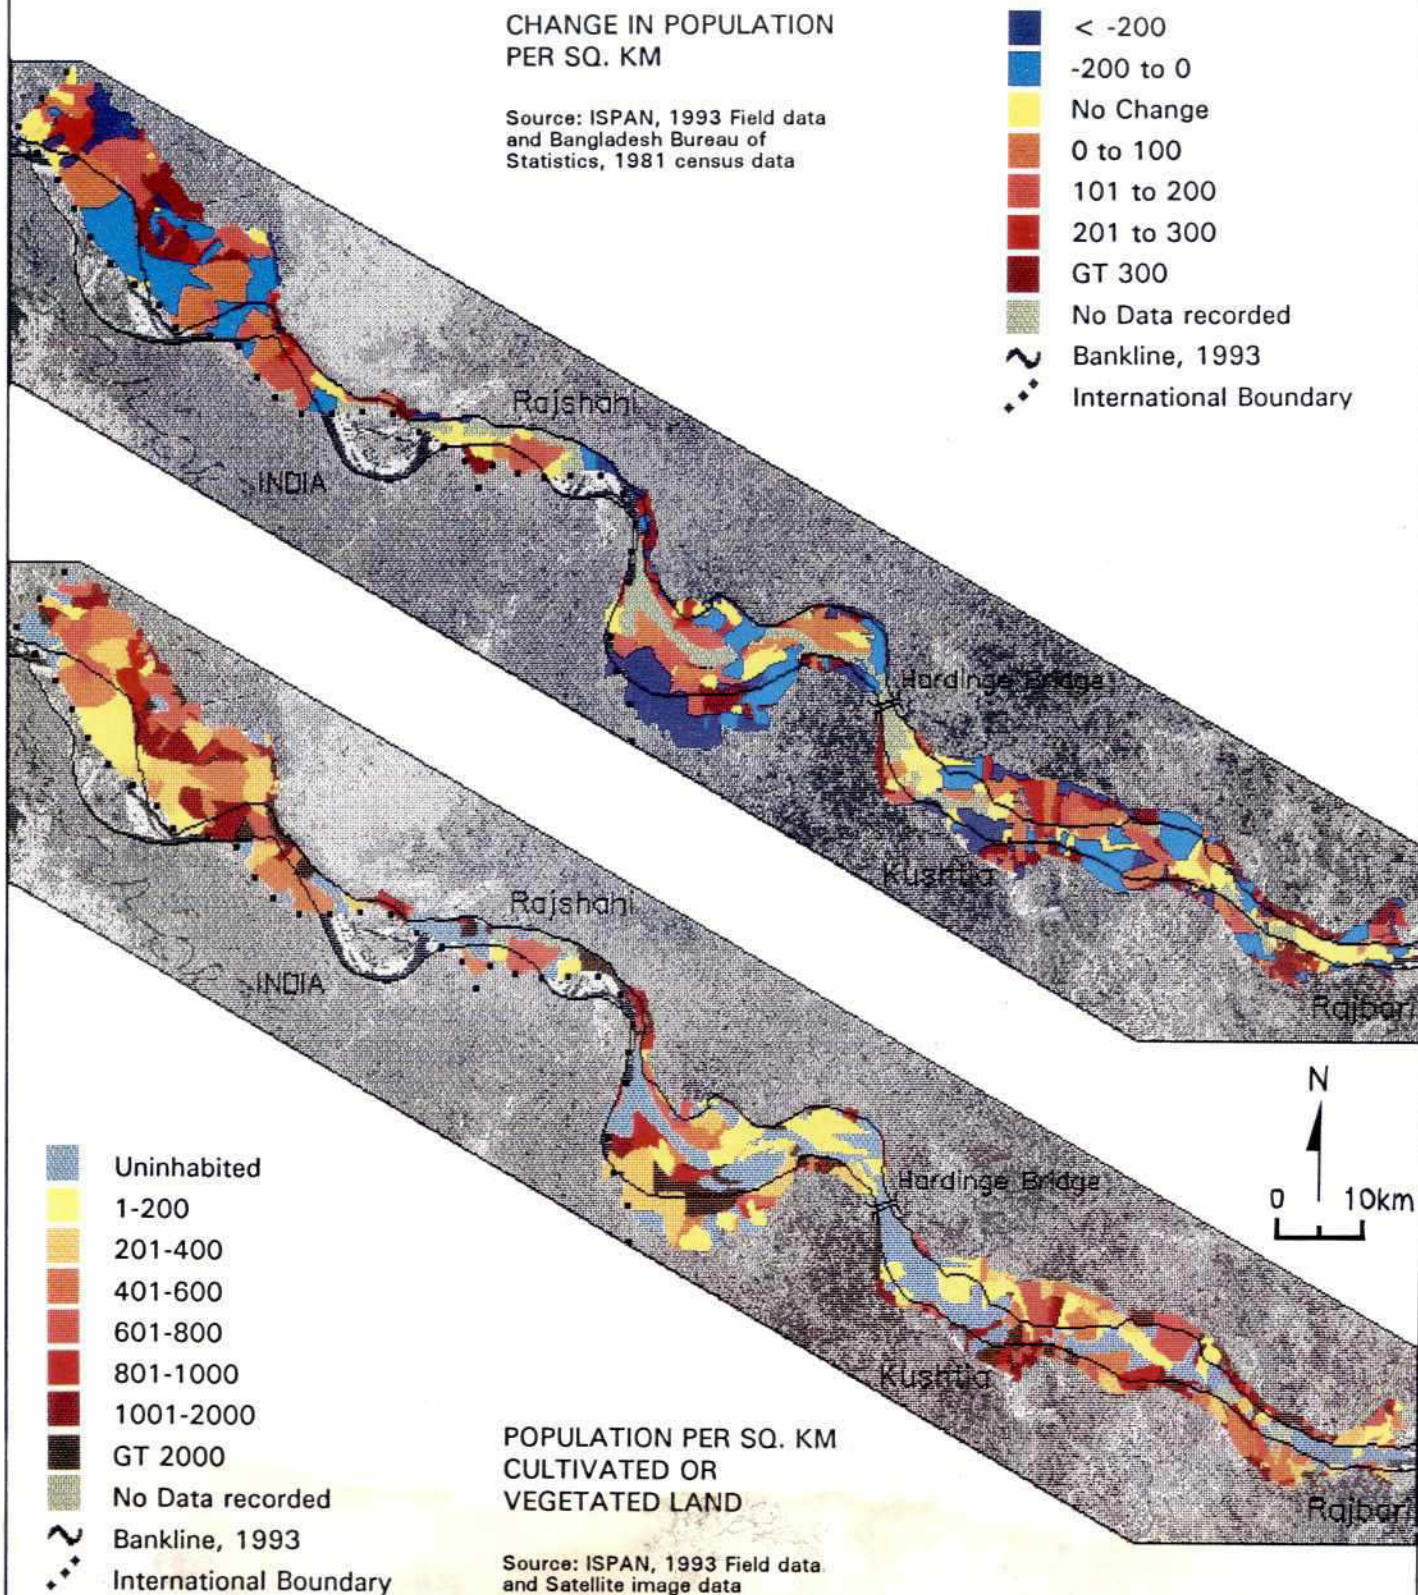 CHANGE IN POPULATION
PER SQ. KM
Source: ISPAN, 1993 Field data
and Bangladesh Bureau of
Statistics, 1981 census data
< -200
-200 to 0
No Change
0 to 100
101 to 200
201 to 300
GT 300
No Data recorded
Bankline, 1993
International Boundary
Rajshahi
INDIA
Hardinge Bridge
Kushtia
Rajbari
N
0 10km
Rajshahi
INDIA
Hardinge Bridge
Kushtia
Rajbari
Uninhabited
1-200
201-400
401-600
601-800
801-1000
1001-2000
GT 2000
No Data recorded
Bankline, 1993
International Boundary
POPULATION PER SQ. KM
CULTIVATED OR
VEGETATED LAND
Source: ISPAN, 1993 Field data
and Satellite image data